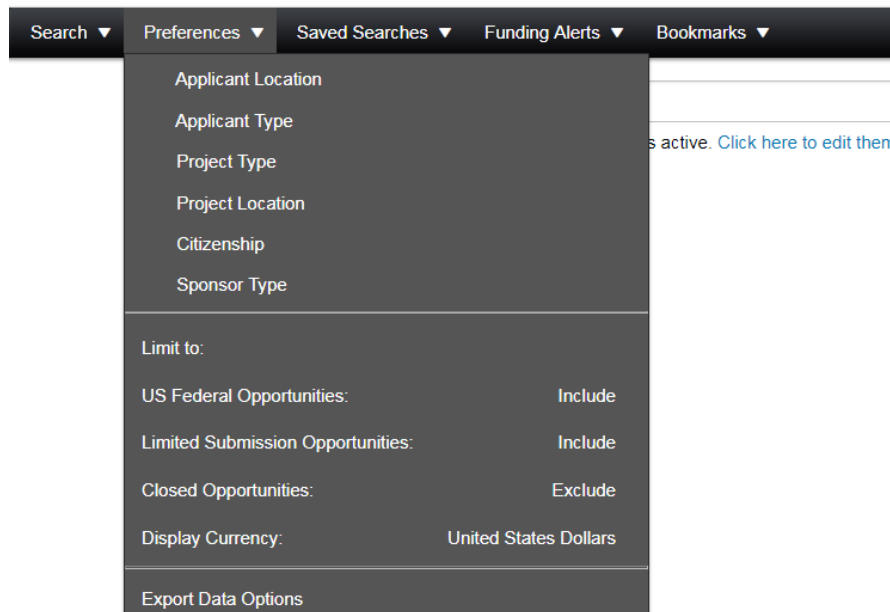 Search ▼ Preferences ▼ Saved Searches ▼ Funding Alerts ▼ Bookmarks ▼
Applicant Location
Applicant Type
s active. Click here to edit them
Project Type
Project Location
Citizenship
Sponsor Type
Limit to:
US Federal Opportunities: Include
Limited Submission Opportunities: Include
Closed Opportunities: Exclude
Display Currency: United States Dollars
Export Data Options